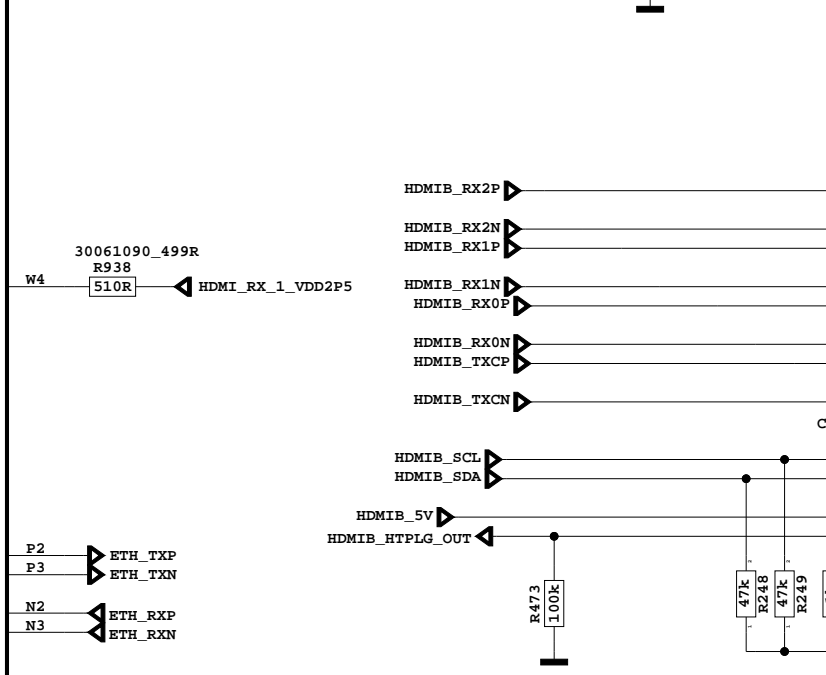 HDMIB_RX2P
HDMIB_RX2N
HDMIB_RX1P
30061090_499R
R938
W4
510R
HDMI_RX_1_VDD2P5
HDMIB_RX1N
HDMIB_RX0P
HDMIB_RX0N
HDMIB_TXCP
HDMIB_TXCN
C
HDMIB_SCL
HDMIB_SDA
HDMIB_5V
HDMIB_HTPLG_OUT
P2
ETH_TXP
P3
ETH_TXN
N2
ETH_RXP
N3
ETH_RXN
R473
100k
47k
R248
47k
R249